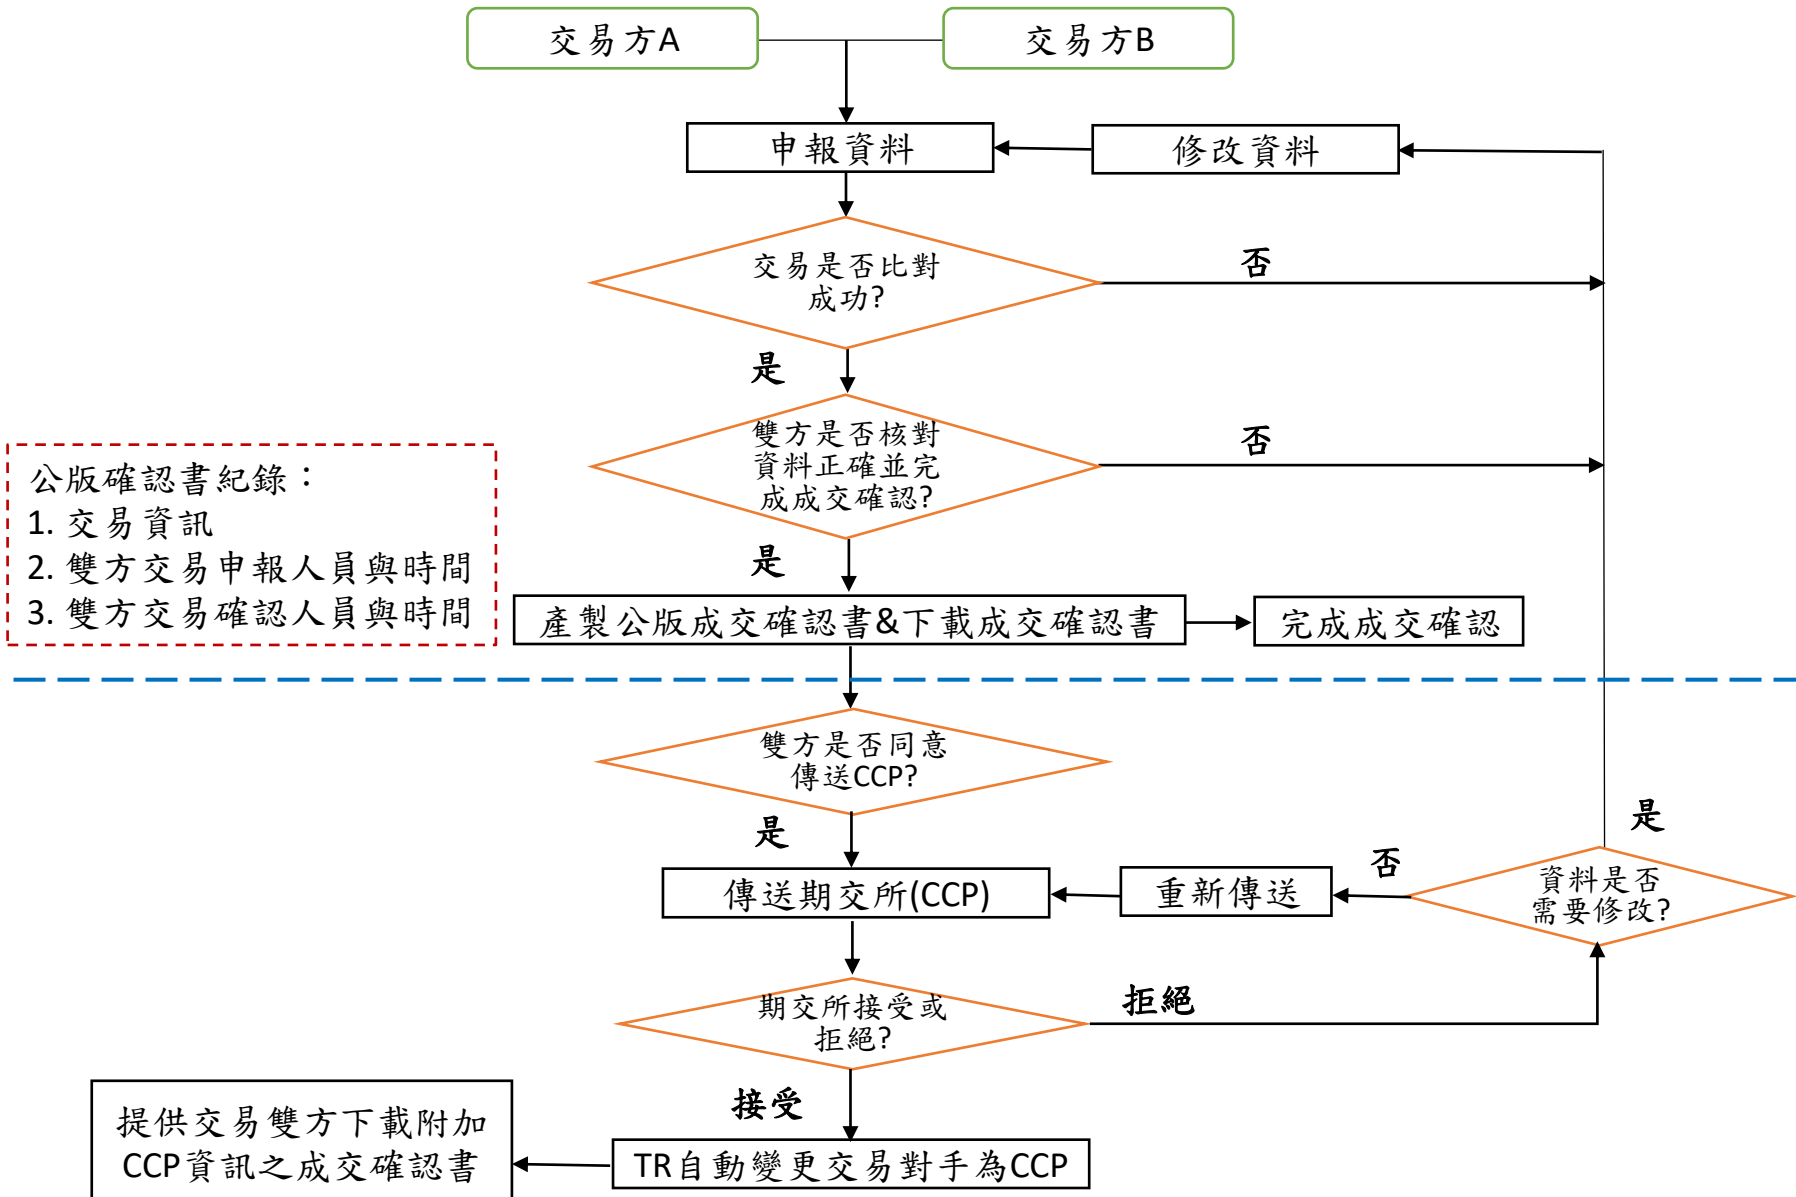 交易方A
交易方B
申報資料
修改資料
交易是否比對
成功?
否
是
雙方是否核對
資料正確並完
成成交確認?
否
公版確認書紀錄：
1. 交易資訊
2. 雙方交易申報人員與時間
3. 雙方交易確認人員與時間
是
產製公版成交確認書&下載成交確認書
完成成交確認
雙方是否同意
傳送CCP?
是
是
傳送期交所(CCP)
重新傳送
否
資料是否
需要修改?
期交所接受或
拒絕?
拒絕
接受
提供交易雙方下載附加
CCP資訊之成交確認書
TR自動變更交易對手為CCP